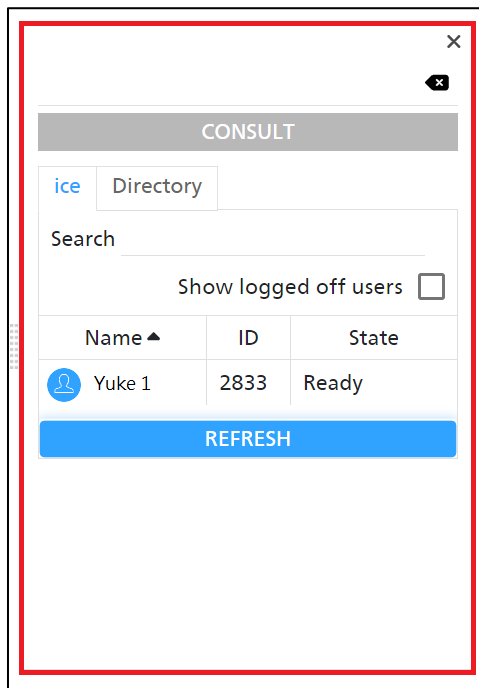 CONSULT
ice Directory
Search
Show logged off users
Name ID State
Yuke 1 2833 Ready
REFRESH